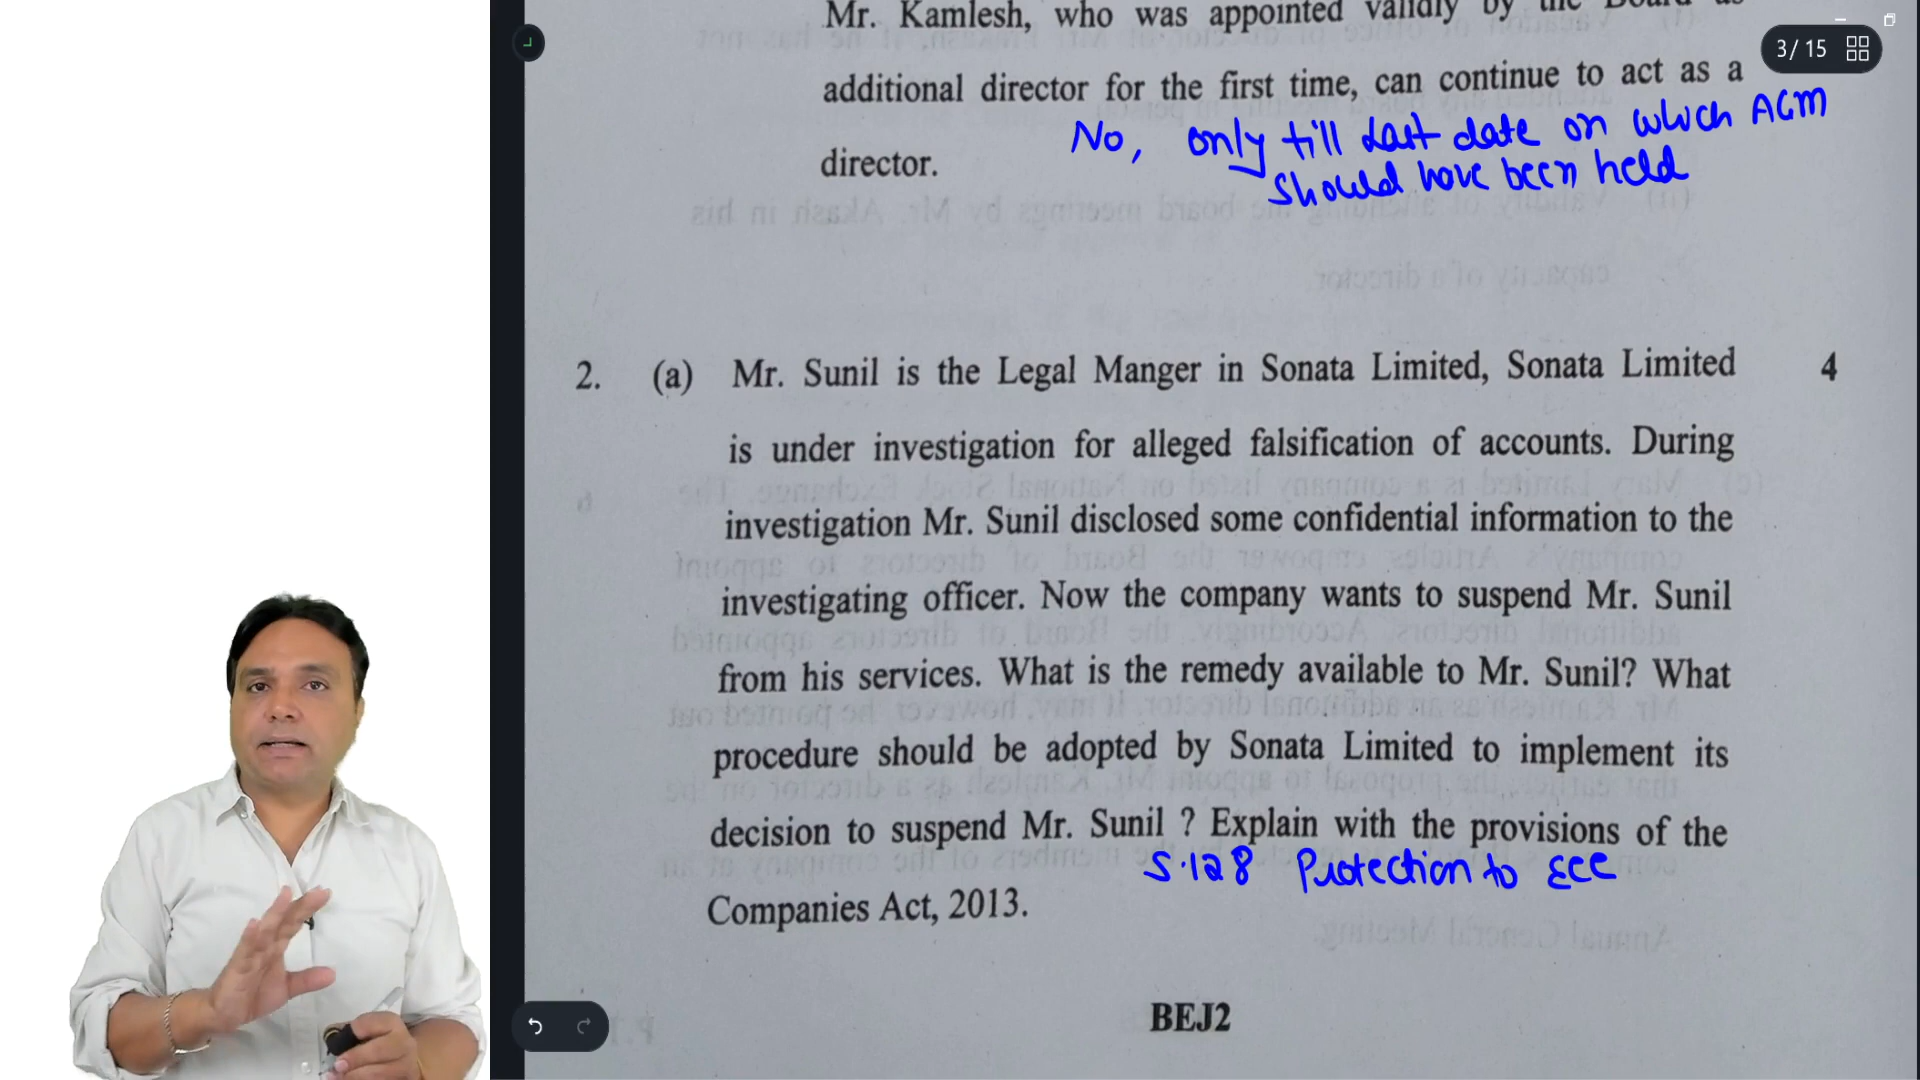 Mr. Kamlesh, who was appointed validly by the Board as
3/ 15
additional director for the first time, can continue to act as a
director.
No, only till Last date on which AGM
should have been held
2. (a) Mr. Sunil is the Legal Manger in Sonata Limited, Sonata Limited 4
is under investigation for alleged falsification of accounts. During
investigation Mr. Sunil disclosed some confidential information to the
investigating officer. Now the company wants to suspend Mr. Sunil
from his services. What is the remedy available to Mr. Sunil? What
procedure should be adopted by Sonata Limited to implement its
decision to suspend Mr. Sunil ? Explain with the provisions of the
S.128 Protection to
Companies Act, 2013.
BEJ2